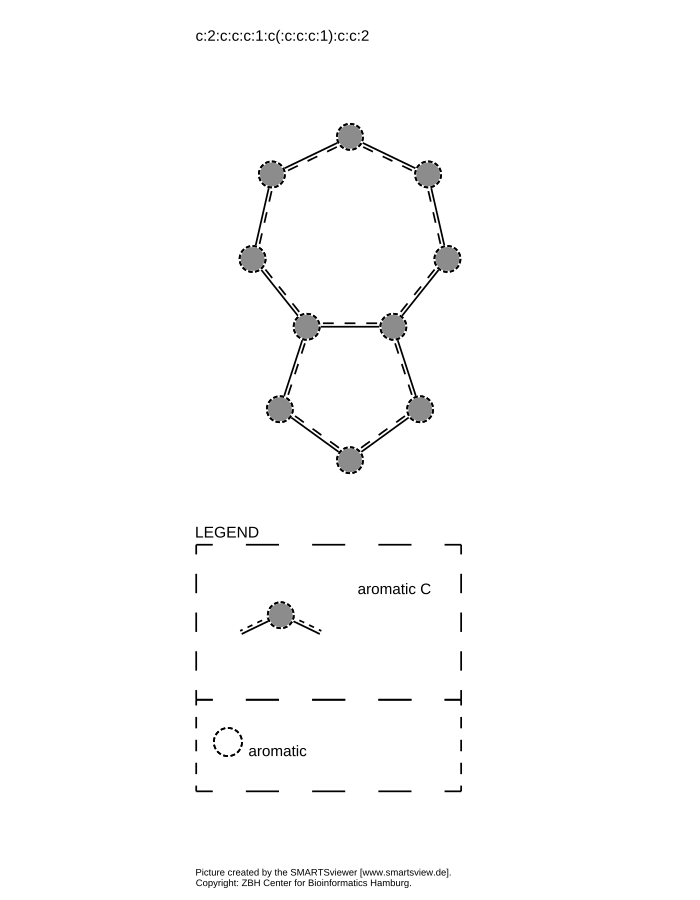 c:2:c:c:c:1:c(:c:c:c:1):c:c:2
LEGEND
aromatic C
aromatic
Picture created by the SMARTSviewer [www.smartsview.de].
Copyright: ZBH Center for Bioinformatics Hamburg.